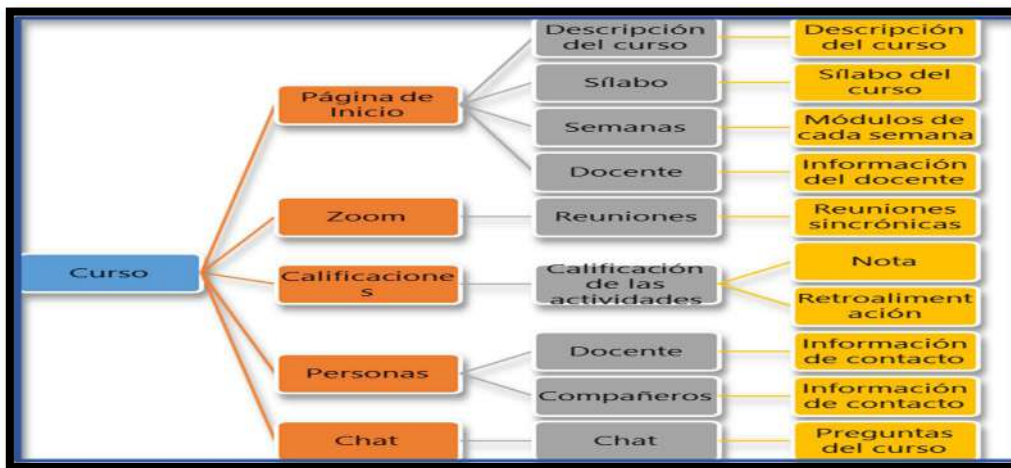 Descripción
del curso
Descripción
del curso
Sílabo
Sílabo del
curso
Página de
Inicio
Semanas
Módulos de
cada semana
Docente
Información
del docente
Zoom
Reuniones
Reuniones
sincrónicas
Curso
Calificacione
s
Calificación
de las
actividades
Nota
Retroaliment
ación
Personas
Docente
Información
de contacto
Compañeros
Información
de contacto
Chat
Chat
Preguntas
del curso